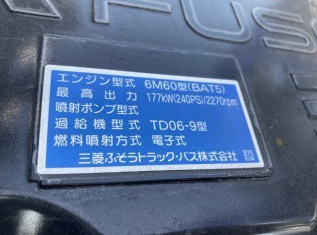 FUSO
エンジン型式 6M60型(BAT5)
最高出力 177kW(240PS)/2270rpm
噴射ポンプ型式
過給機型式 TD06-9型
燃料噴射方式 電子式
三菱ふそうトラック・バス株式会社